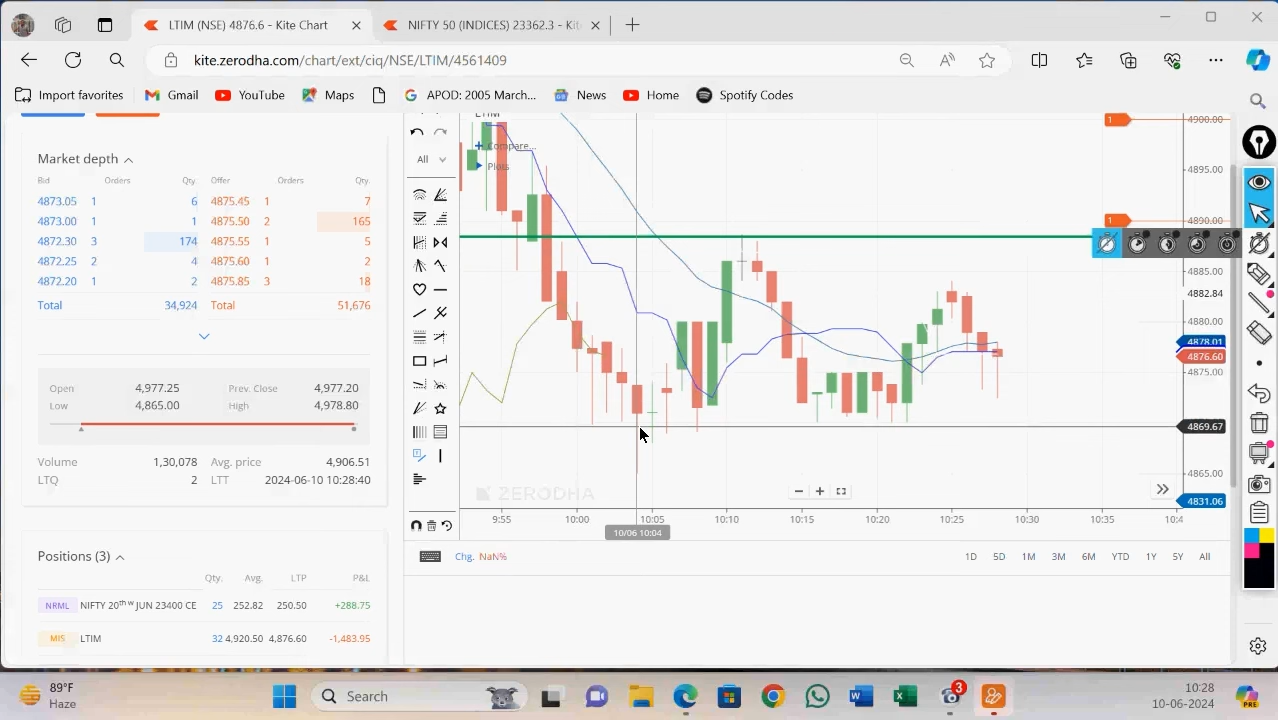 LTIM (NSE) 4876.6 - Kite Chart
NIFTY 50 (INDICES) 23362.3 - Kit
kite.zerodha.com/chart/ext/ciq/NSE/LTIM/4561409
Import favorites
Gmail
YouTube
Maps
APOD: 2005 March...
News
Home
Spotify Codes
Market depth
Bid Orders Qty. Offer Orders Qty.
4873.05 1 6 4875.45 1 7
4873.00 1 1 4875.50 2 165
4872.30 3 174 4875.55 1 5
4872.25 2 4 4875.60 1 2
4872.20 1 2 4875.85 3 18
Total 34,924 Total 51,676
Open 4,977.25 Prev. Close 4,977.20
Low 4,865.00 High 4,978.80
Volume 1,30,078 Avg. price 4,906.51
LTQ 2 LTT 2024-06-10 10:28:40
Positions (3)
Qty. Avg. LTP P&L
NRML NIFTY 20th w JUN 23400 CE 25 252.82 250.50 +288.75
MIS LTIM 32 4,920.50 4,876.60 -1,483.95
LTIM
Compare...
Plots
All
1 4900.00
4895.00
1 4890.00
4885.00
4882.84
4880.00
4878.01
4876.60
4875.00
4869.67
4865.00
4831.06
ZERODHA
9:55 10:00 10:05 10:10 10:15 10:20 10:25 10:30 10:35 10:4
10/06 10:04
Chg. NaN%
1D 5D 1M 3M 6M YTD 1Y 5Y All
89°F
Haze
Search
3
10:28
10-06-2024
PRE